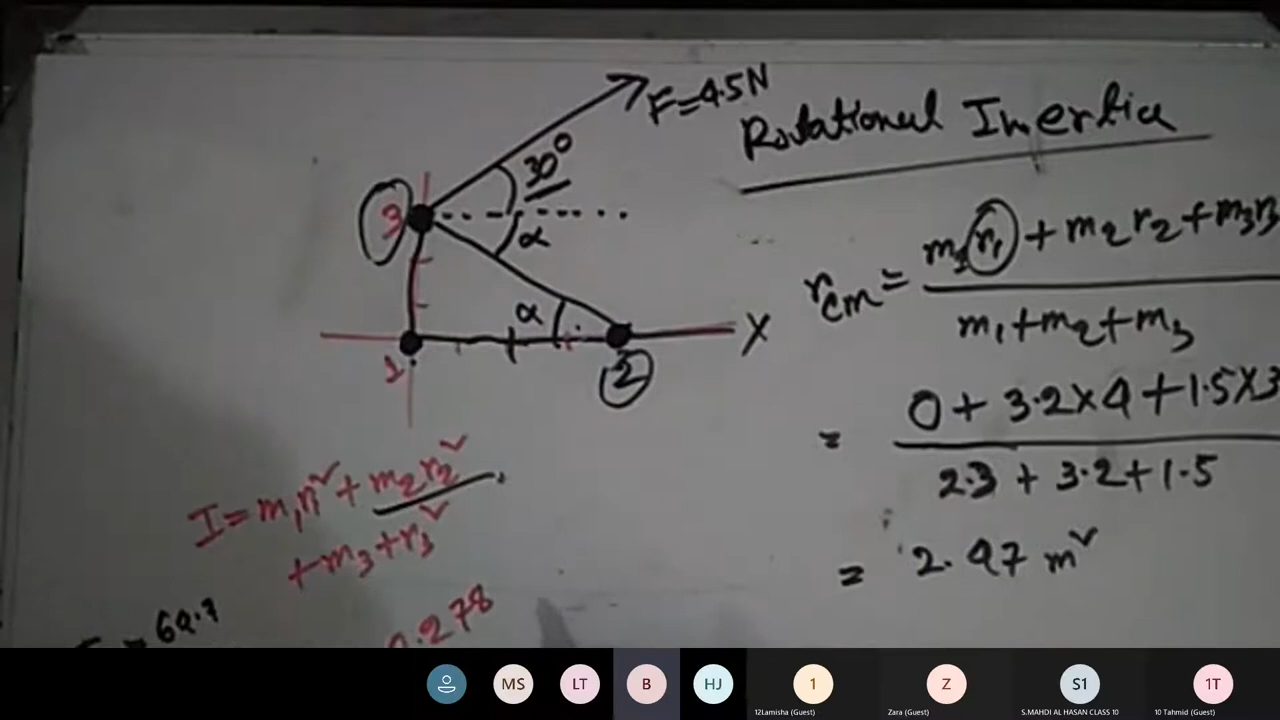 F=4.5N
30°
3
α
α
X
1
2
Rotational Inertia
r_cm = (m₁r₁ + m₂r₂ + m₃r₃) / (m₁+m₂+m₃)
= (0 + 3.2×4 + 1.5×3) / (2.3 + 3.2 + 1.5)
= 2.47 m²
I = m₁r₁² + m₂r₂²
+ m₃ + r₃²
69.7
0.278
MS
LT
B
HJ
1
Z
S1
1T
12Lamisha (Guest)
Zara (Guest)
S.MAHDI AL HASAN CLASS 10
10 Tahmid (Guest)